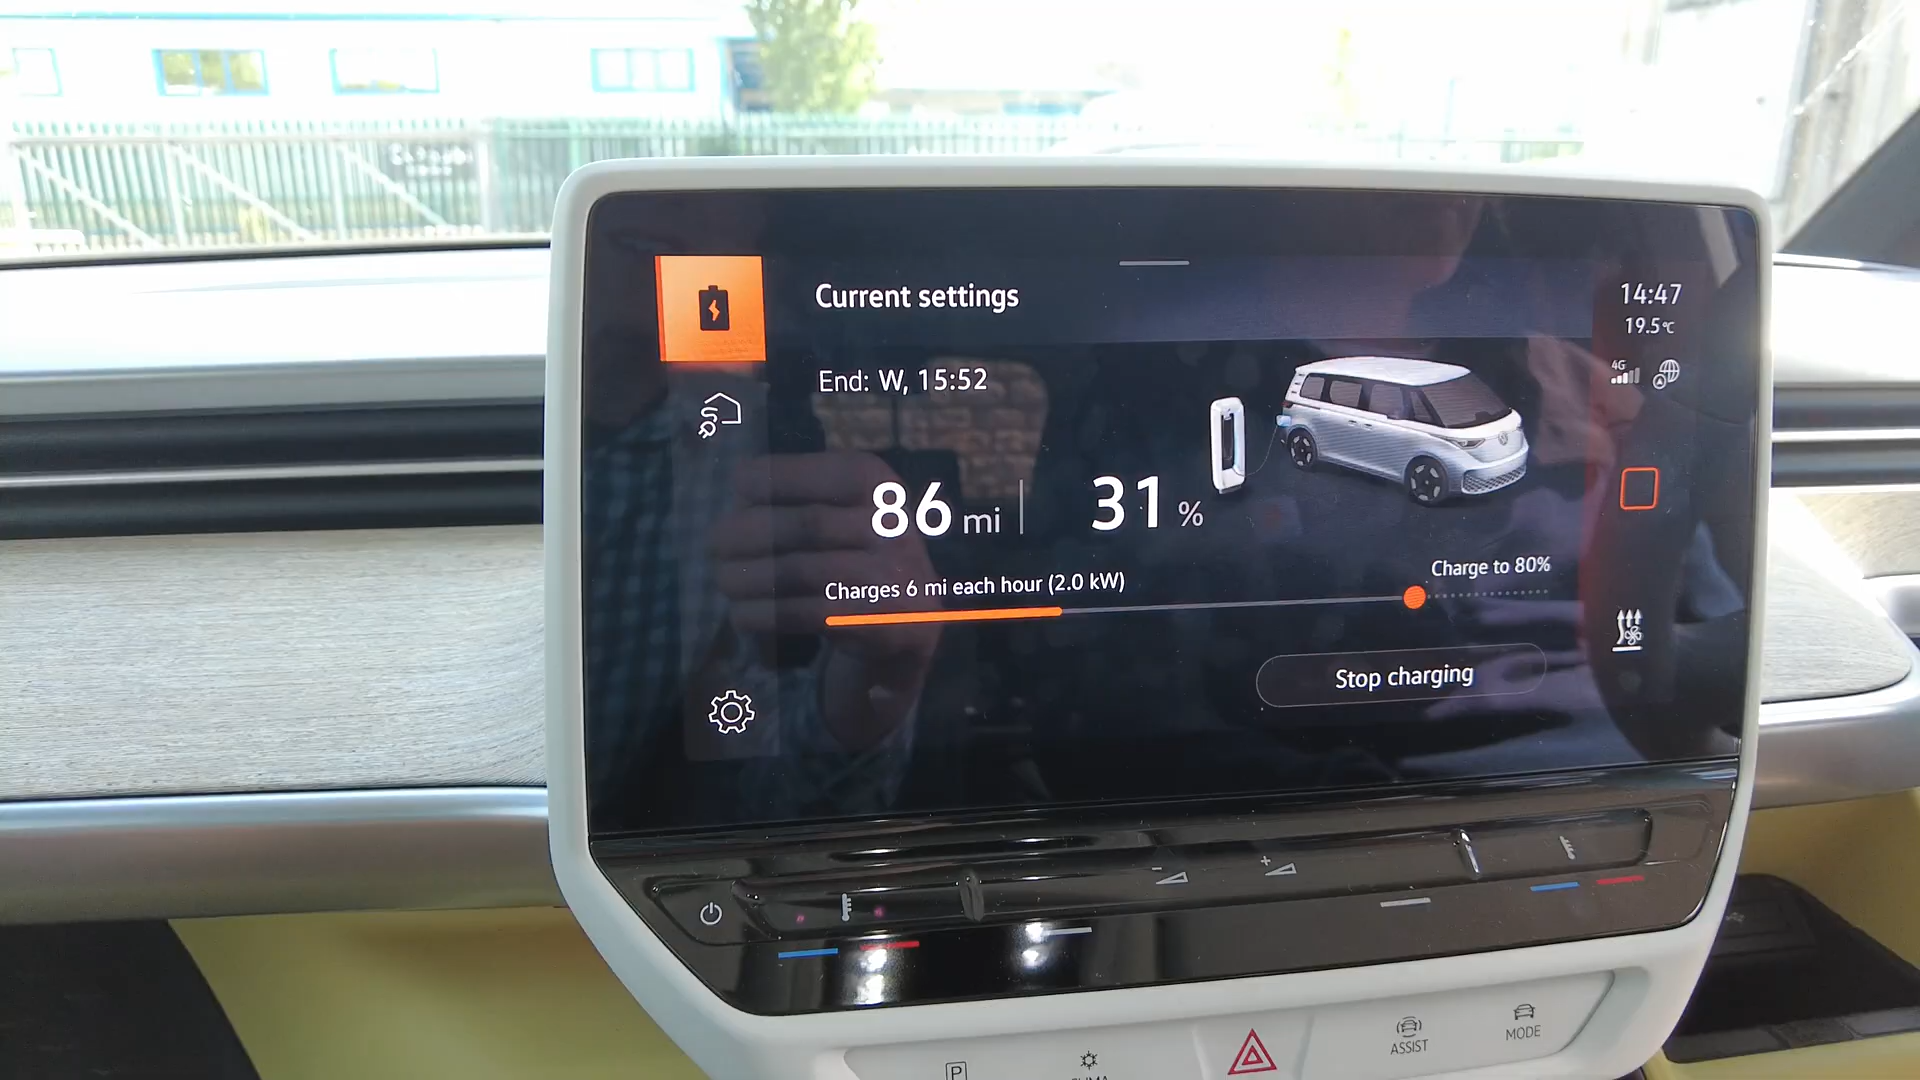 Current settings
14:47
19.5°C
4G
End: W, 15:52
86 mi
31 %
Charges 6 mi each hour (2.0 kW)
Charge to 80%
Stop charging
- +
P
ASSIST
MODE